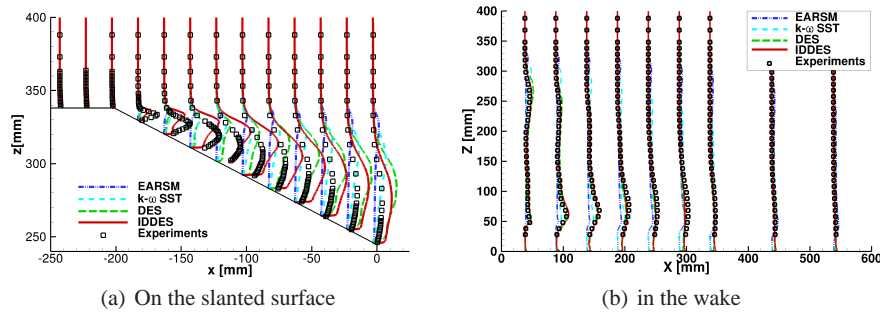 400
350
300
250
z[mm]
EARSM
k-ω SST
DES
IDDES
Experiments
-250 -200 -150 -100 -50 0
x [mm]
(a) On the slanted surface
400
350
300
250
200
150
100
50
0
Z [mm]
EARSM
k-ω SST
DES
IDDES
Experiments
0 100 200 300 400 500 600
X [mm]
(b) in the wake